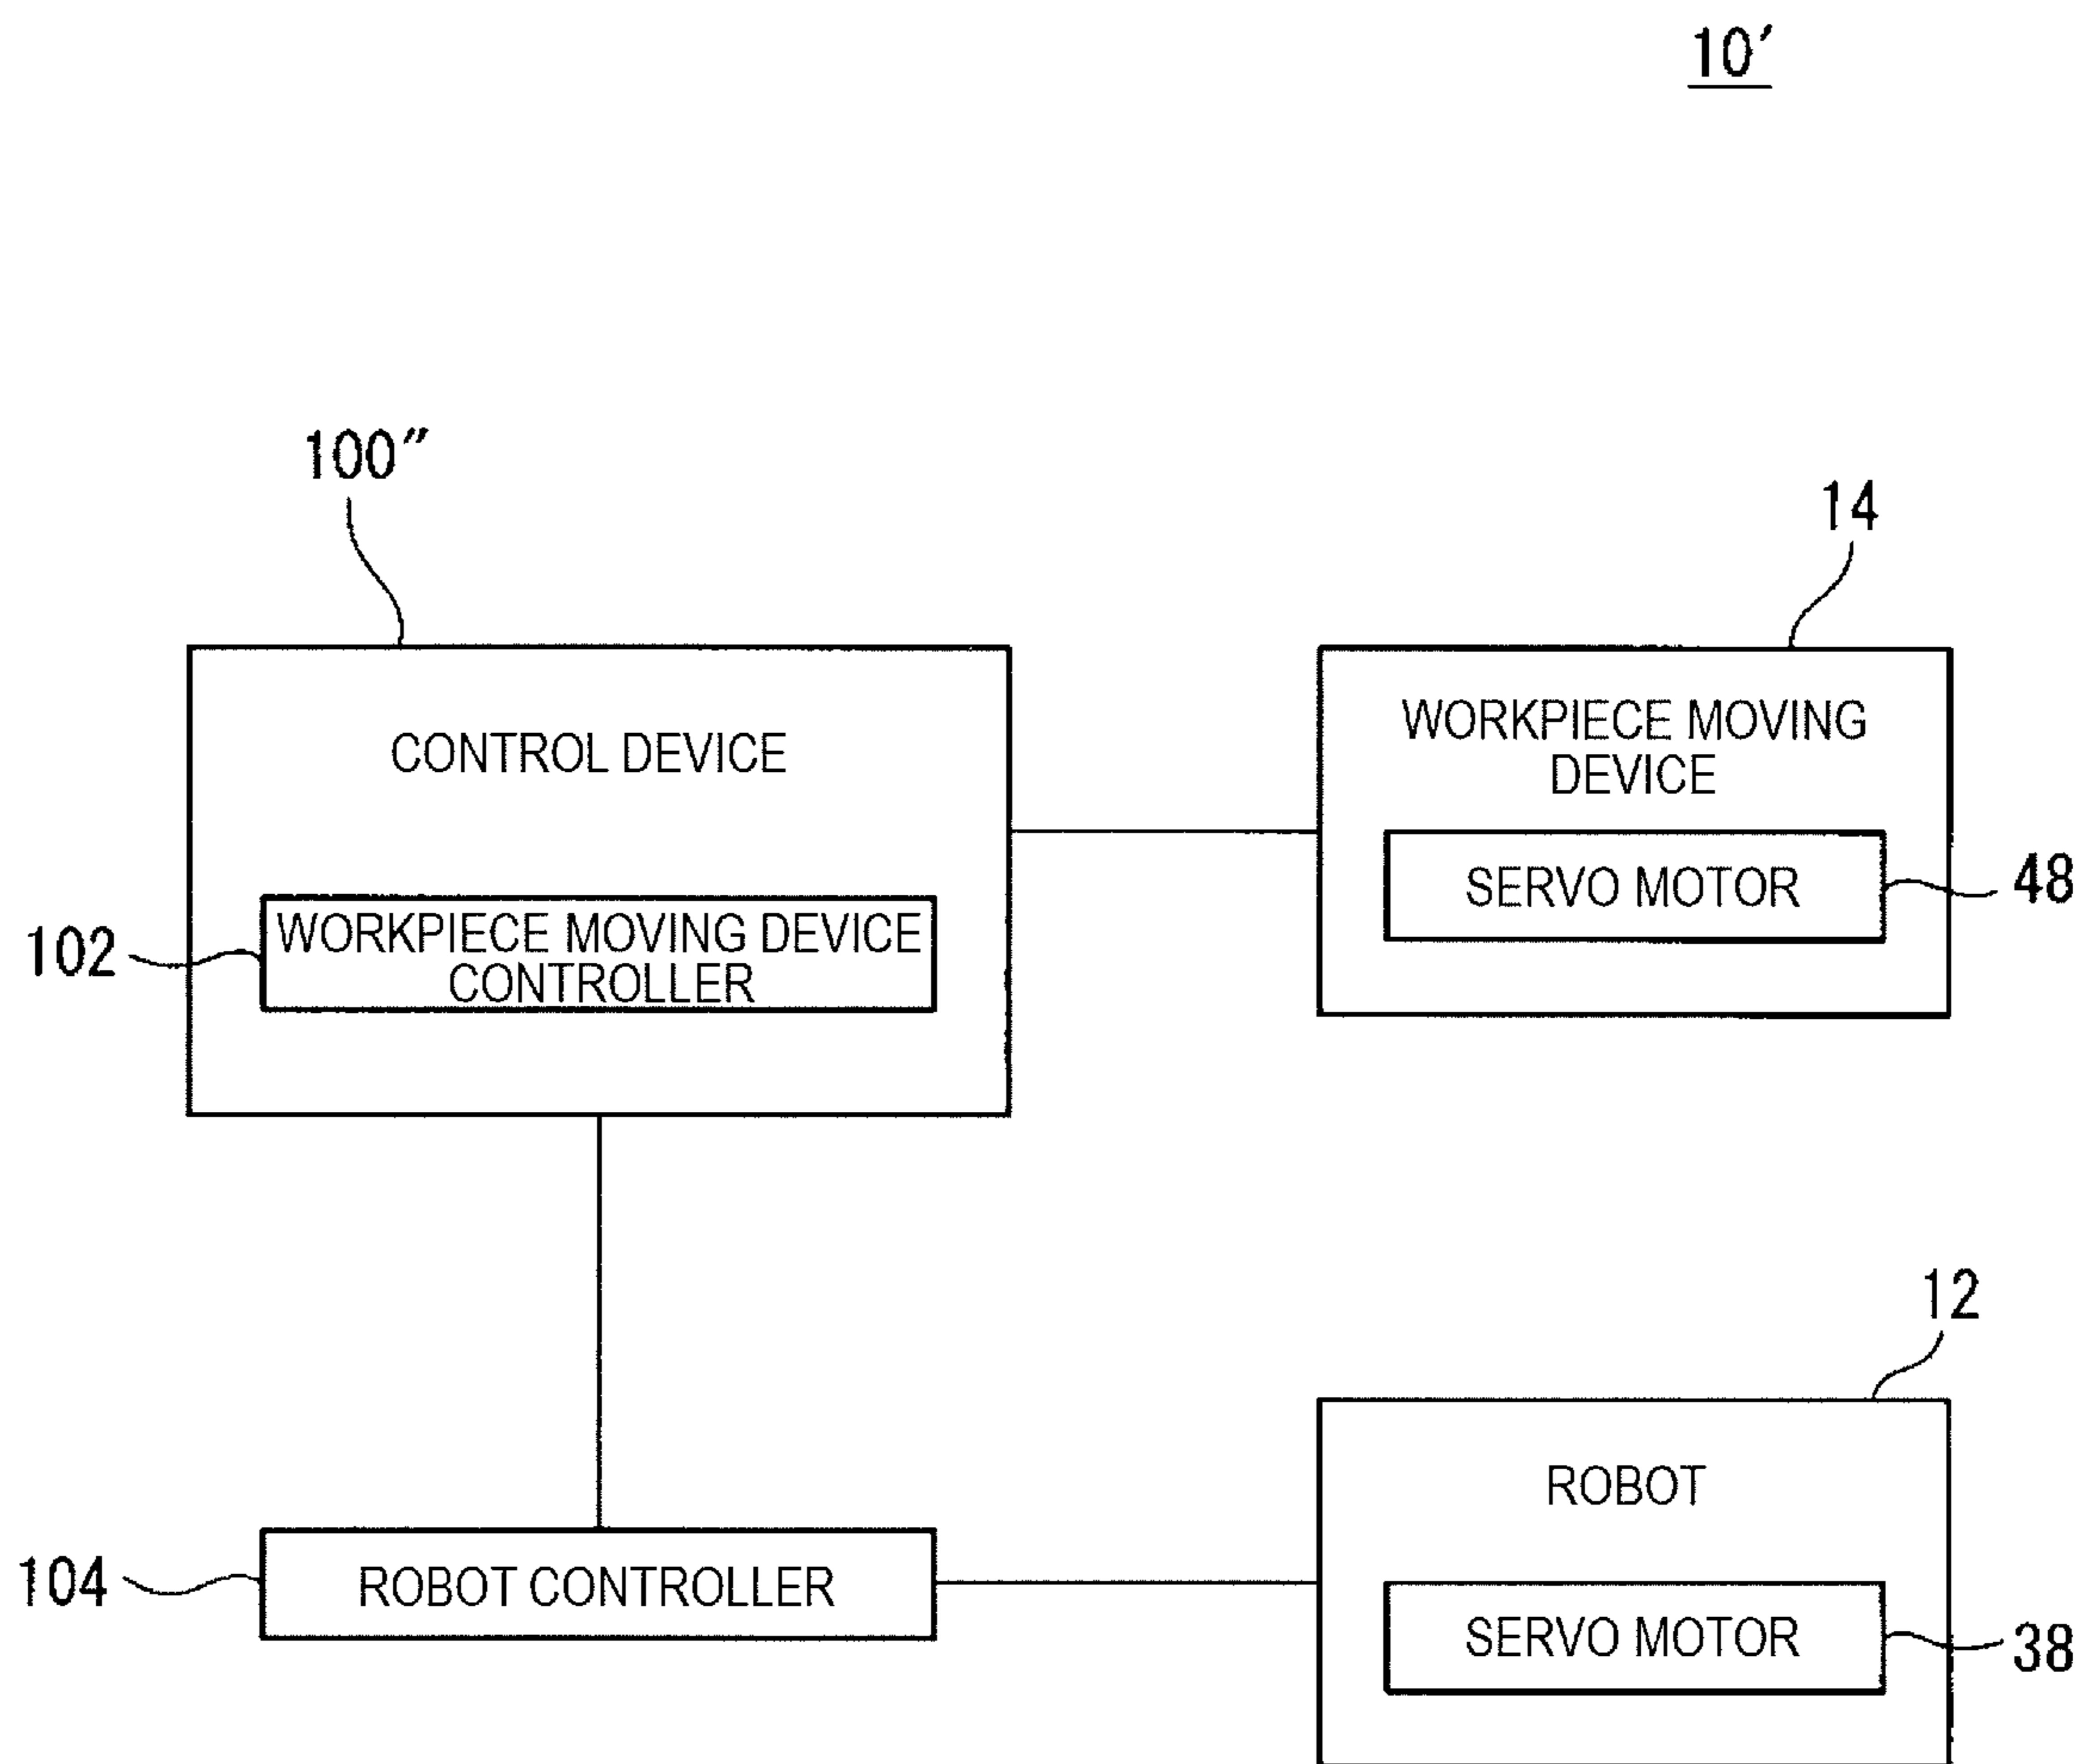 10′
100″
14
CONTROL DEVICE
WORKPIECE MOVING
DEVICE
SERVO MOTOR
48
102
WORKPIECE MOVING DEVICE
CONTROLLER
12
ROBOT
104
ROBOT CONTROLLER
SERVO MOTOR
38